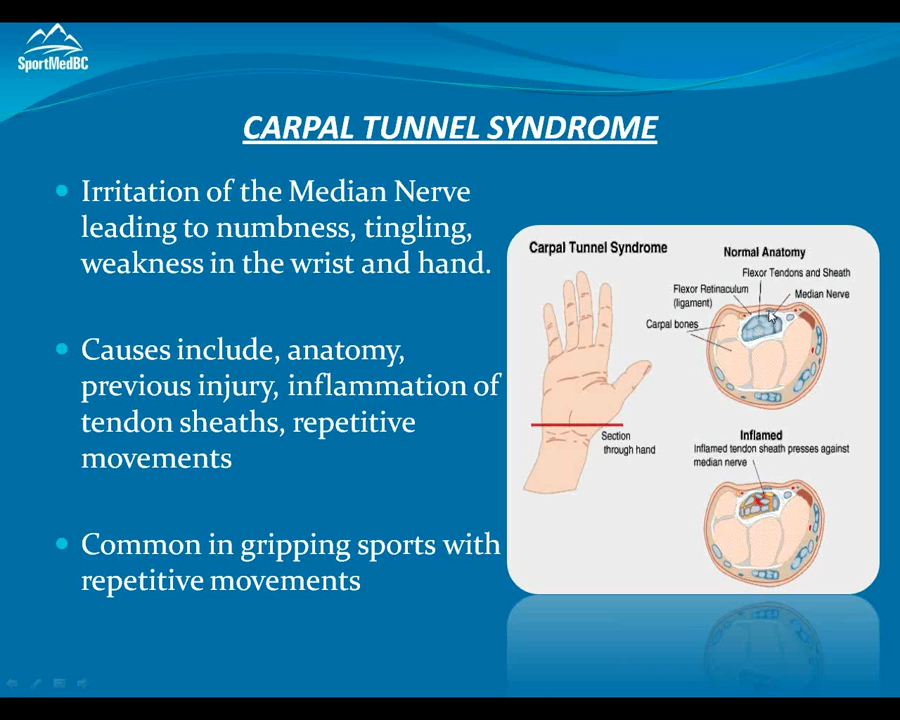 SportMedBC
CARPAL TUNNEL SYNDROME
Irritation of the Median Nerve
leading to numbness, tingling,
weakness in the wrist and hand.
Causes include, anatomy,
previous injury, inflammation of
tendon sheaths, repetitive
movements
Common in gripping sports with
repetitive movements
Carpal Tunnel Syndrome
Normal Anatomy
Flexor Tendons and Sheath
Flexor Retinaculum
(ligament)
Median Nerve
Carpal bones
Section
through hand
Inflamed
Inflamed tendon sheath presses against
median nerve